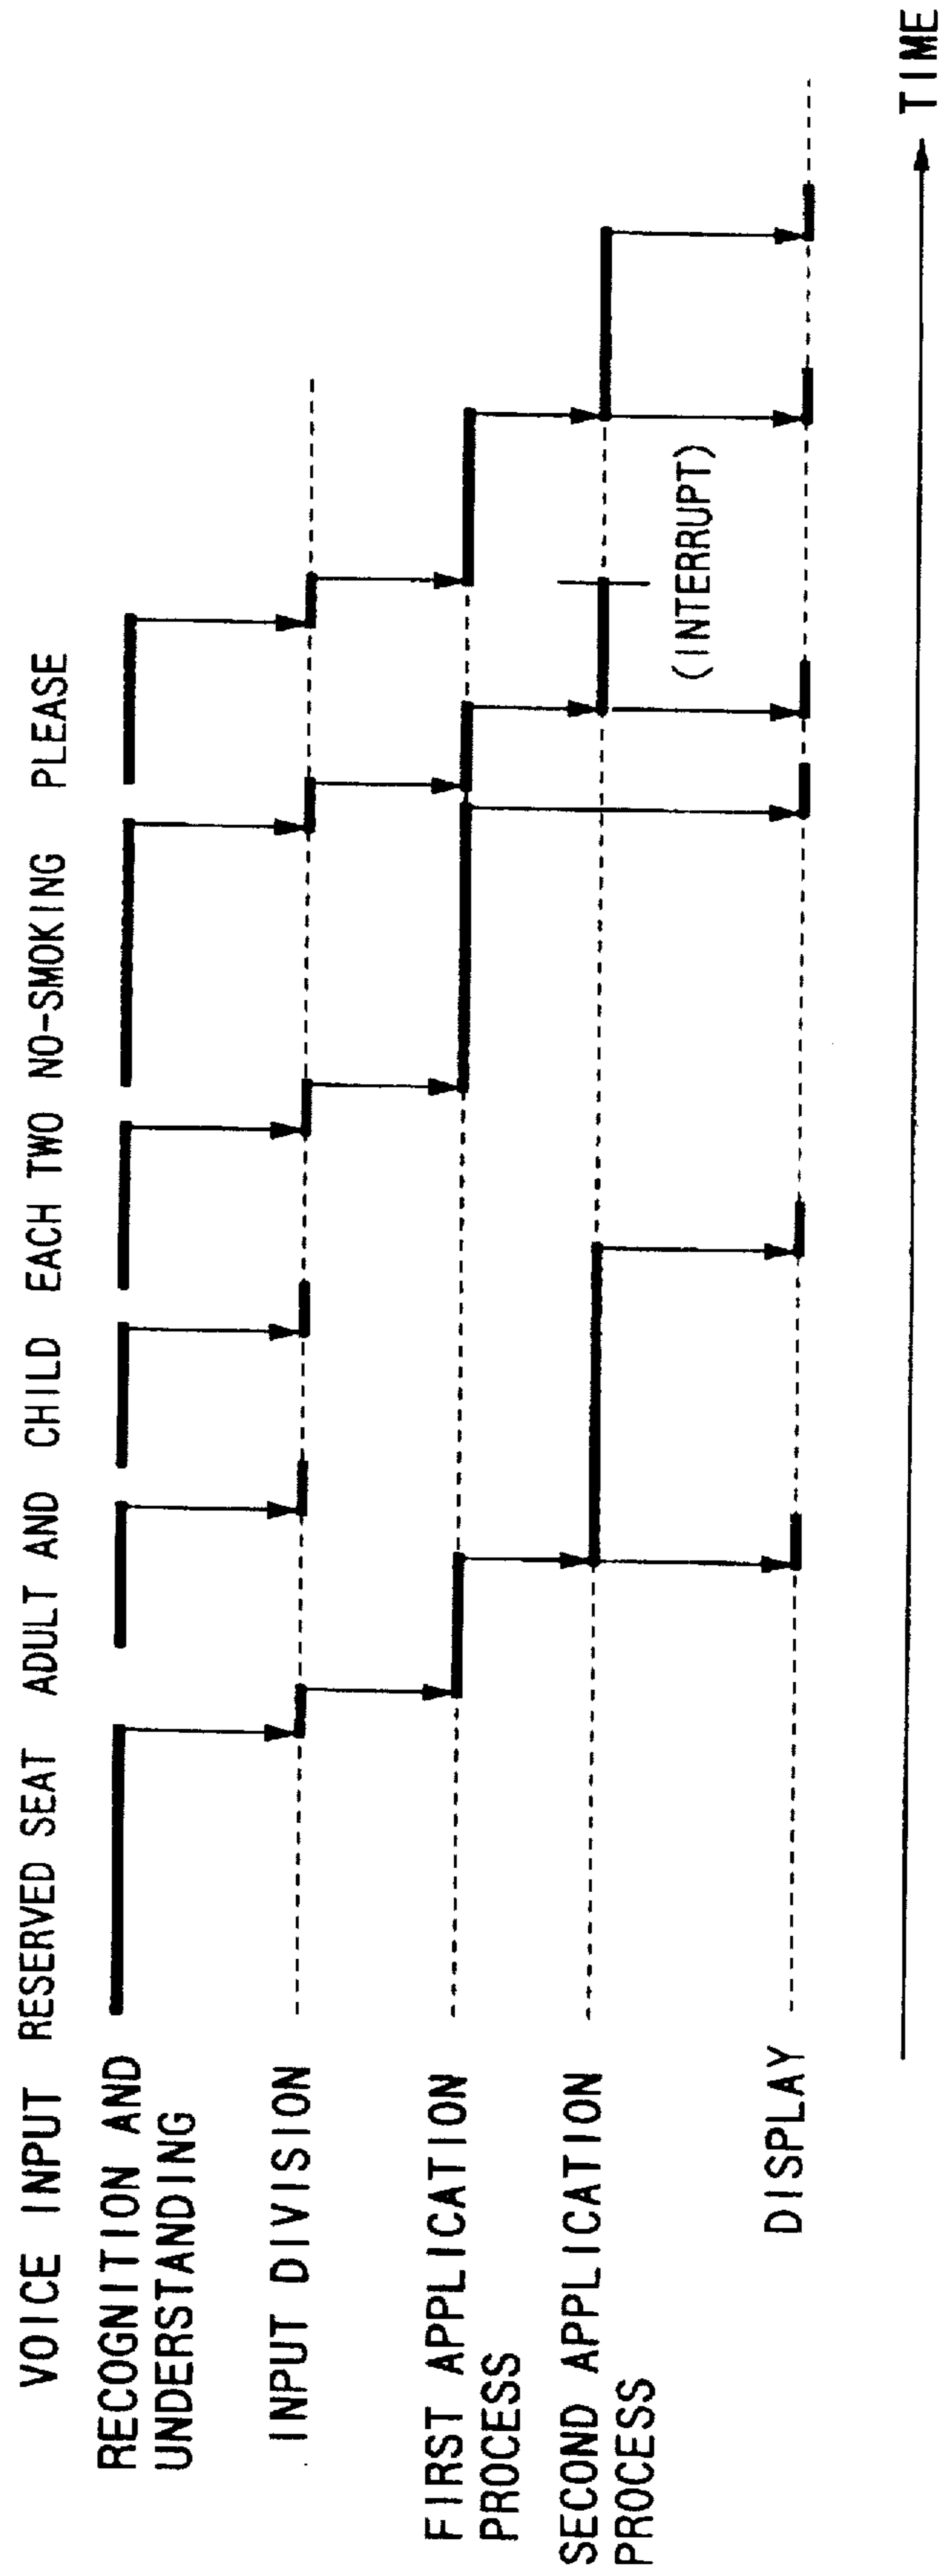 VOICE INPUT RESERVED SEAT ADULT AND CHILD EACH TWO NO-SMOKING PLEASE
RECOGNITION AND
UNDERSTANDING
INPUT DIVISION
FIRST APPLICATION
PROCESS
SECOND APPLICATION
PROCESS
(INTERRUPT)
DISPLAY
TIME